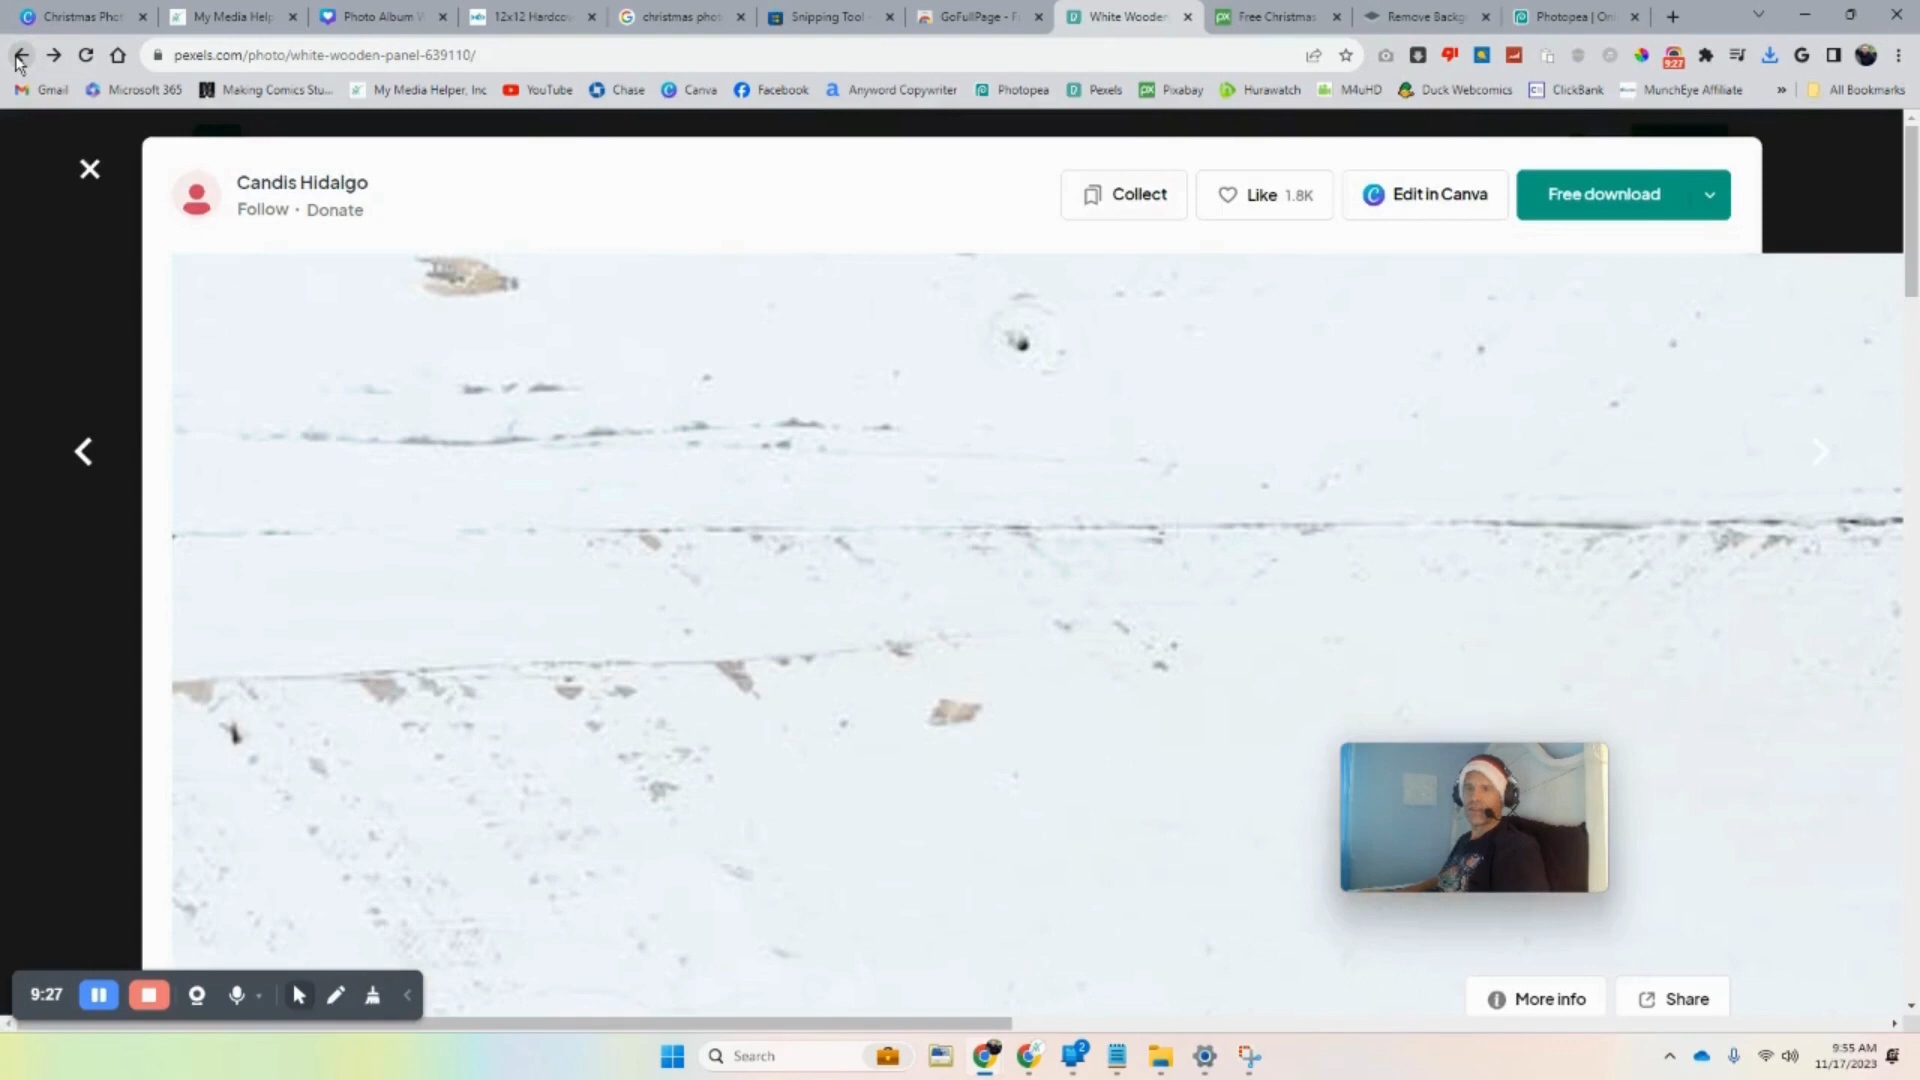 Christmas Phot
My Media Help
Photo Album
12x12 Hardco
christmas phot
Snipping Tool
GoFullPage - F
White Wooden
Free Christmas
Remove Backg
Photopea | Onl
pexels.com/photo/white-wooden-panel-639110/
9:27
Gmail
Microsoft 365
Making Comics Stu...
My Media Helper, Inc
YouTube
Chase
Canva
Facebook
Anyword Copywriter
Photopea
Pexels
Pixabay
Hurawatch
M4uHD
Duck Webcomics
ClickBank
MunchEye Affiliate
»
All Bookmarks
Candis Hidalgo
Follow • Donate
Collect
Like 1.8K
Edit in Canva
Free download
9:27
More info
Share
Search
2
9:55 AM
11/17/2023